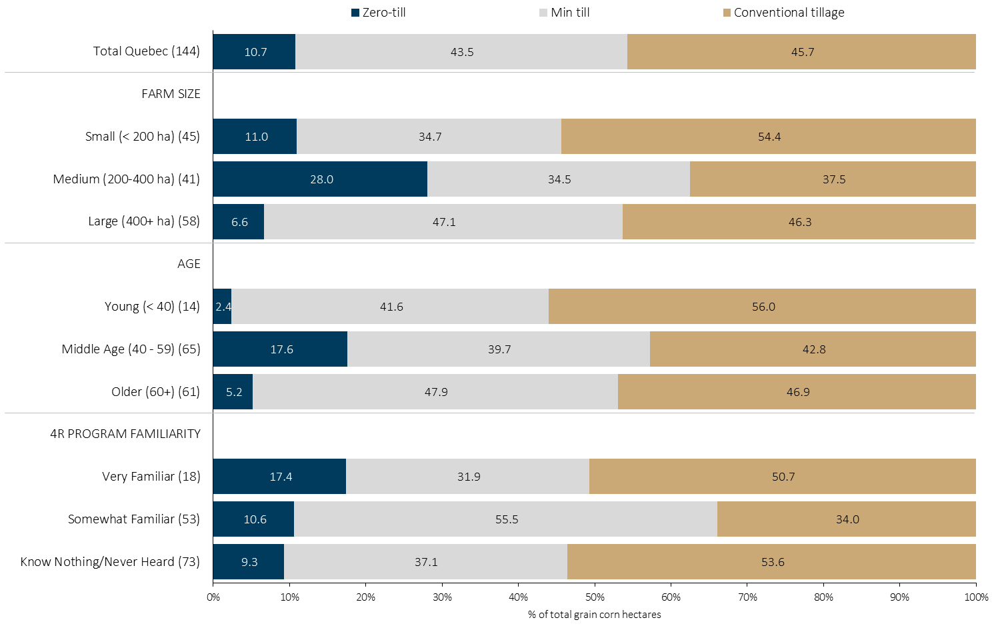 Zero-till Min till Conventional tillage
Total Quebec (144) 10.7 43.5 45.7
FARM SIZE
Small (< 200 ha) (45) 11.0 34.7 54.4
Medium (200-400 ha) (41) 28.0 34.5 37.5
Large (400+ ha) (58) 6.6 47.1 46.3
AGE
Young (< 40) (14) 2.4 41.6 56.0
Middle Age (40 - 59) (65) 17.6 39.7 42.8
Older (60+) (61) 5.2 47.9 46.9
4R PROGRAM FAMILIARITY
Very Familiar (18) 17.4 31.9 50.7
Somewhat Familiar (53) 10.6 55.5 34.0
Know Nothing/Never Heard (73) 9.3 37.1 53.6
0% 10% 20% 30% 40% 50% 60% 70% 80% 90% 100%
% of total grain corn hectares